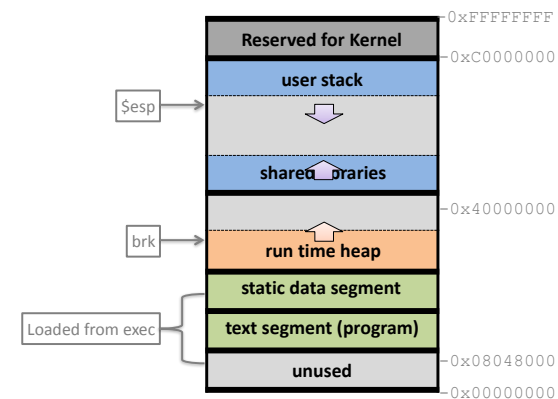 0xFFFFFFFF
Reserved for Kernel
0xC0000000
user stack
$esp
shared libraries
0x40000000
brk
run time heap
static data segment
Loaded from exec
text segment (program)
0x08048000
unused
0x00000000